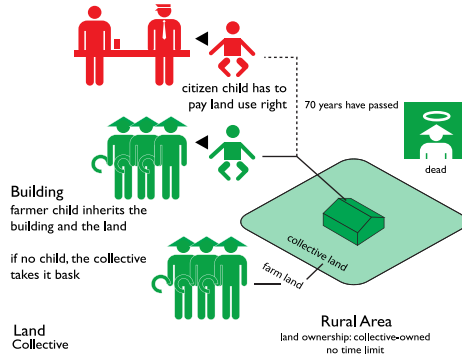 citizen child has to
pay land use right
70 years have passed
dead
Building
farmer child inherits the
building and the land
if no child, the collective
takes it bask
collective land
farm land
Land
Collective
Rural Area
land ownership: collective-owned
no time limit